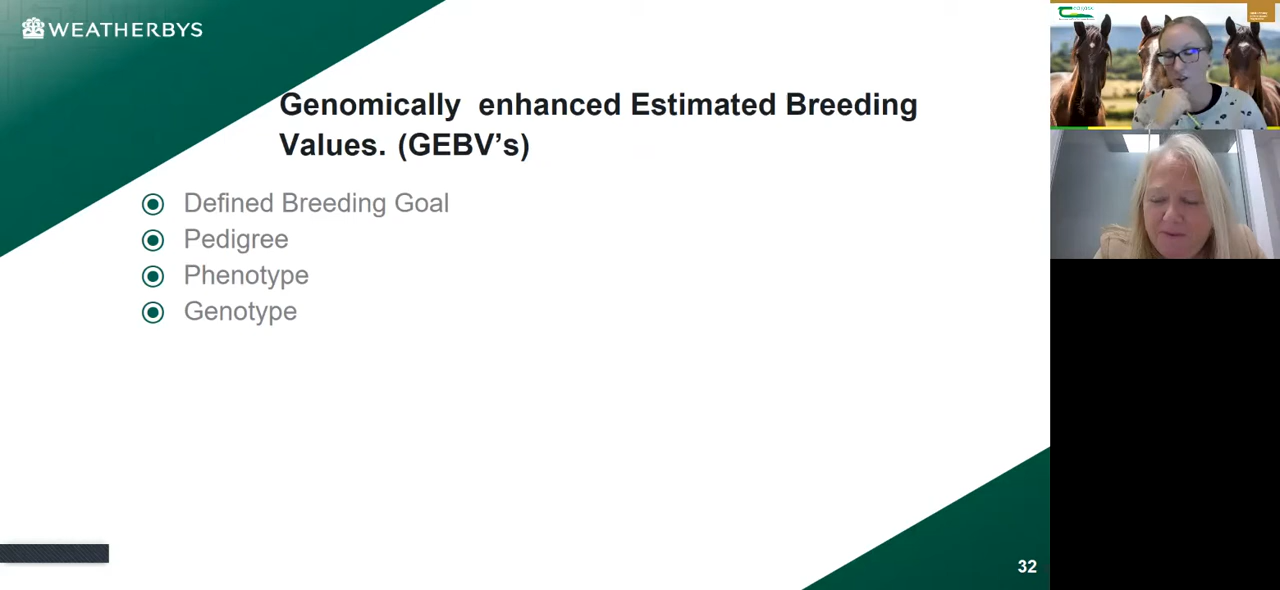 WEATHERBYS
Genomically enhanced Estimated Breeding
Values. (GEBV's)
Defined Breeding Goal
Pedigree
Phenotype
Genotype
32